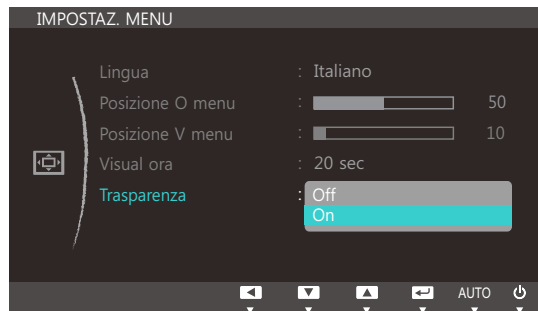 IMPOSTAZ. MENU
Lingua : Italiano
Posizione O menu : 50
Posizione V menu : 10
Visual ora : 20 sec
Trasparenza : Off
On
AUTO